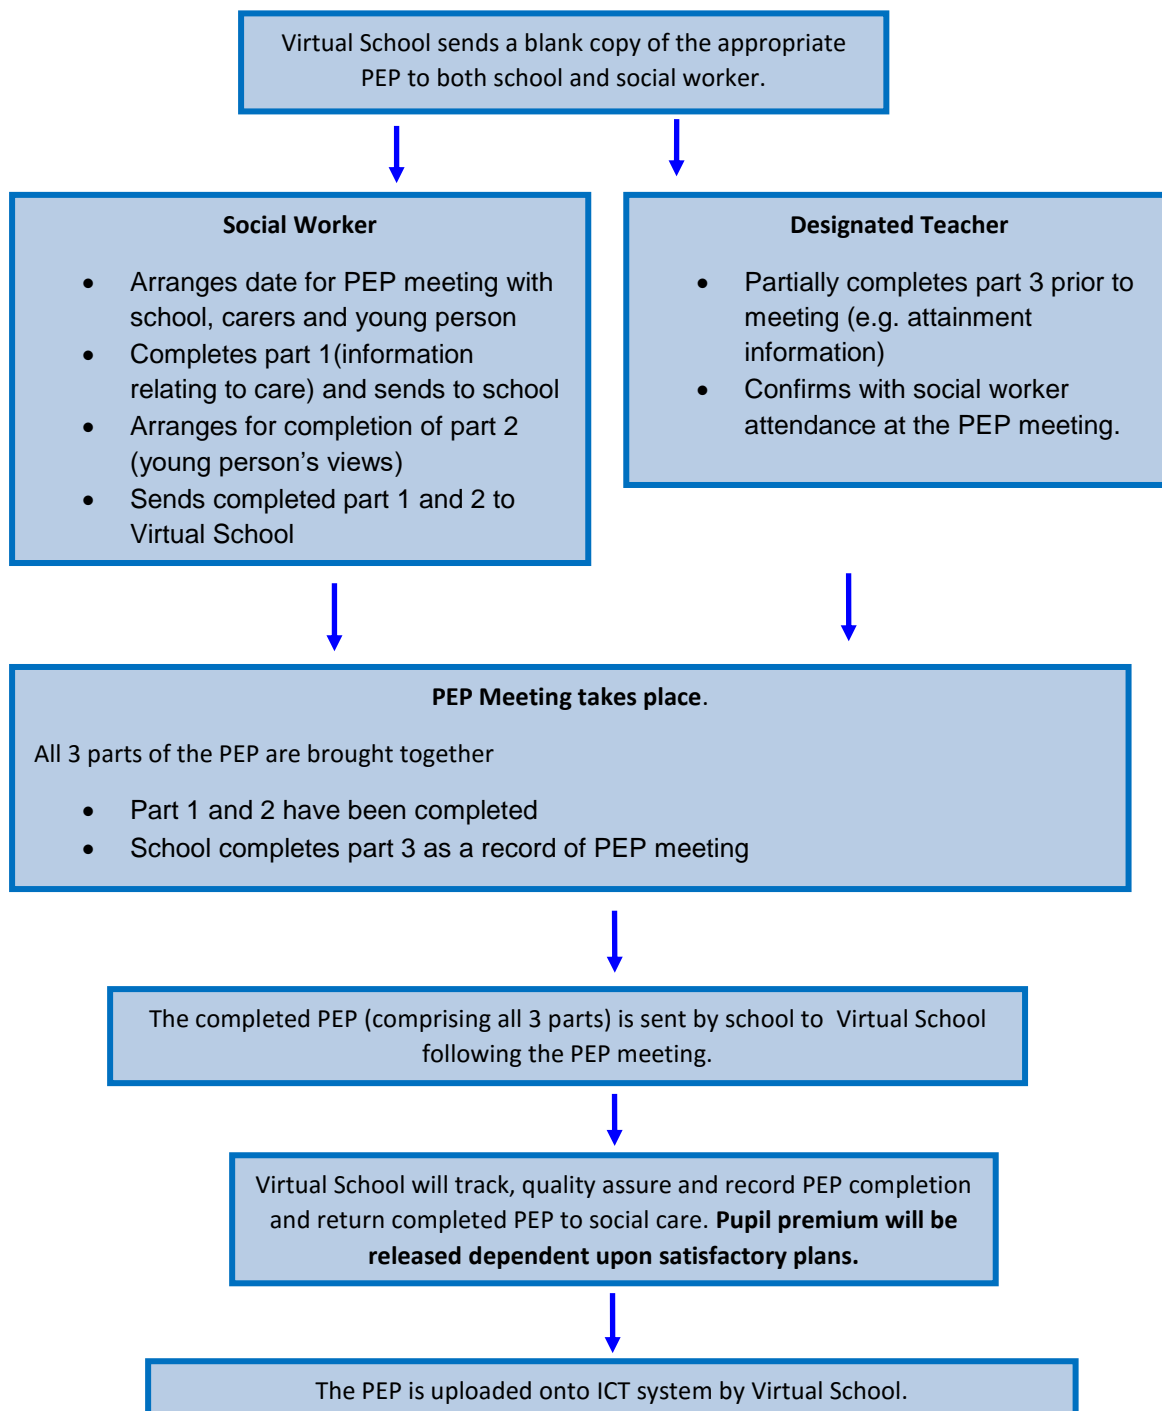 Virtual School sends a blank copy of the appropriate
PEP to both school and social worker.
Social Worker
• Arranges date for PEP meeting with
school, carers and young person
• Completes part 1(information
relating to care) and sends to school
• Arranges for completion of part 2
(young person’s views)
• Sends completed part 1 and 2 to
Virtual School
Designated Teacher
• Partially completes part 3 prior to
meeting (e.g. attainment
information)
• Confirms with social worker
attendance at the PEP meeting.
PEP Meeting takes place.
All 3 parts of the PEP are brought together
• Part 1 and 2 have been completed
• School completes part 3 as a record of PEP meeting
The completed PEP (comprising all 3 parts) is sent by school to  Virtual School
following the PEP meeting.
Virtual School will track, quality assure and record PEP completion
and return completed PEP to social care. Pupil premium will be
released dependent upon satisfactory plans.
The PEP is uploaded onto ICT system by Virtual School.